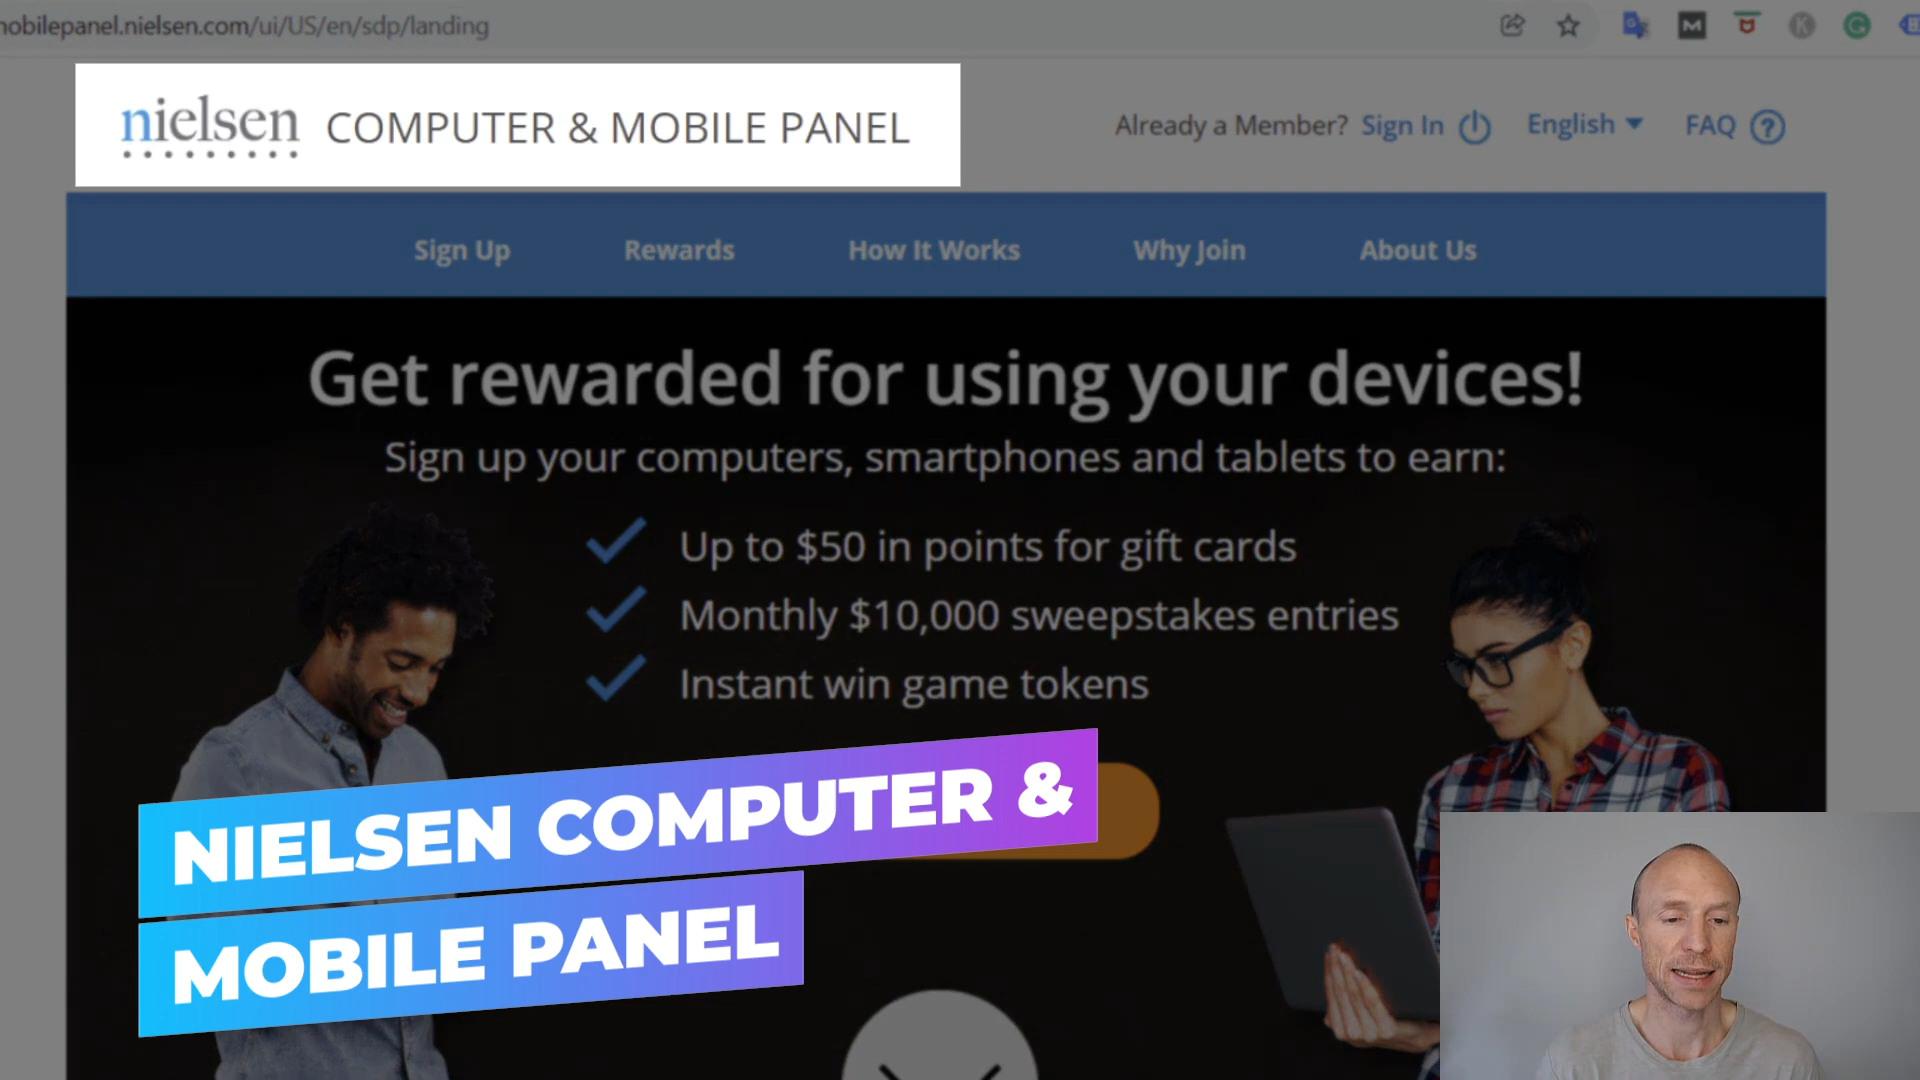 mobilepanel.nielsen.com/ui/US/en/sdp/landing
nielsen COMPUTER & MOBILE PANEL
Already a Member? Sign In English FAQ ?
Sign Up Rewards How It Works Why Join About Us
Get rewarded for using your devices!
Sign up your computers, smartphones and tablets to earn:
Up to $50 in points for gift cards
Monthly $10,000 sweepstakes entries
Instant win game tokens
NIELSEN COMPUTER &
MOBILE PANEL